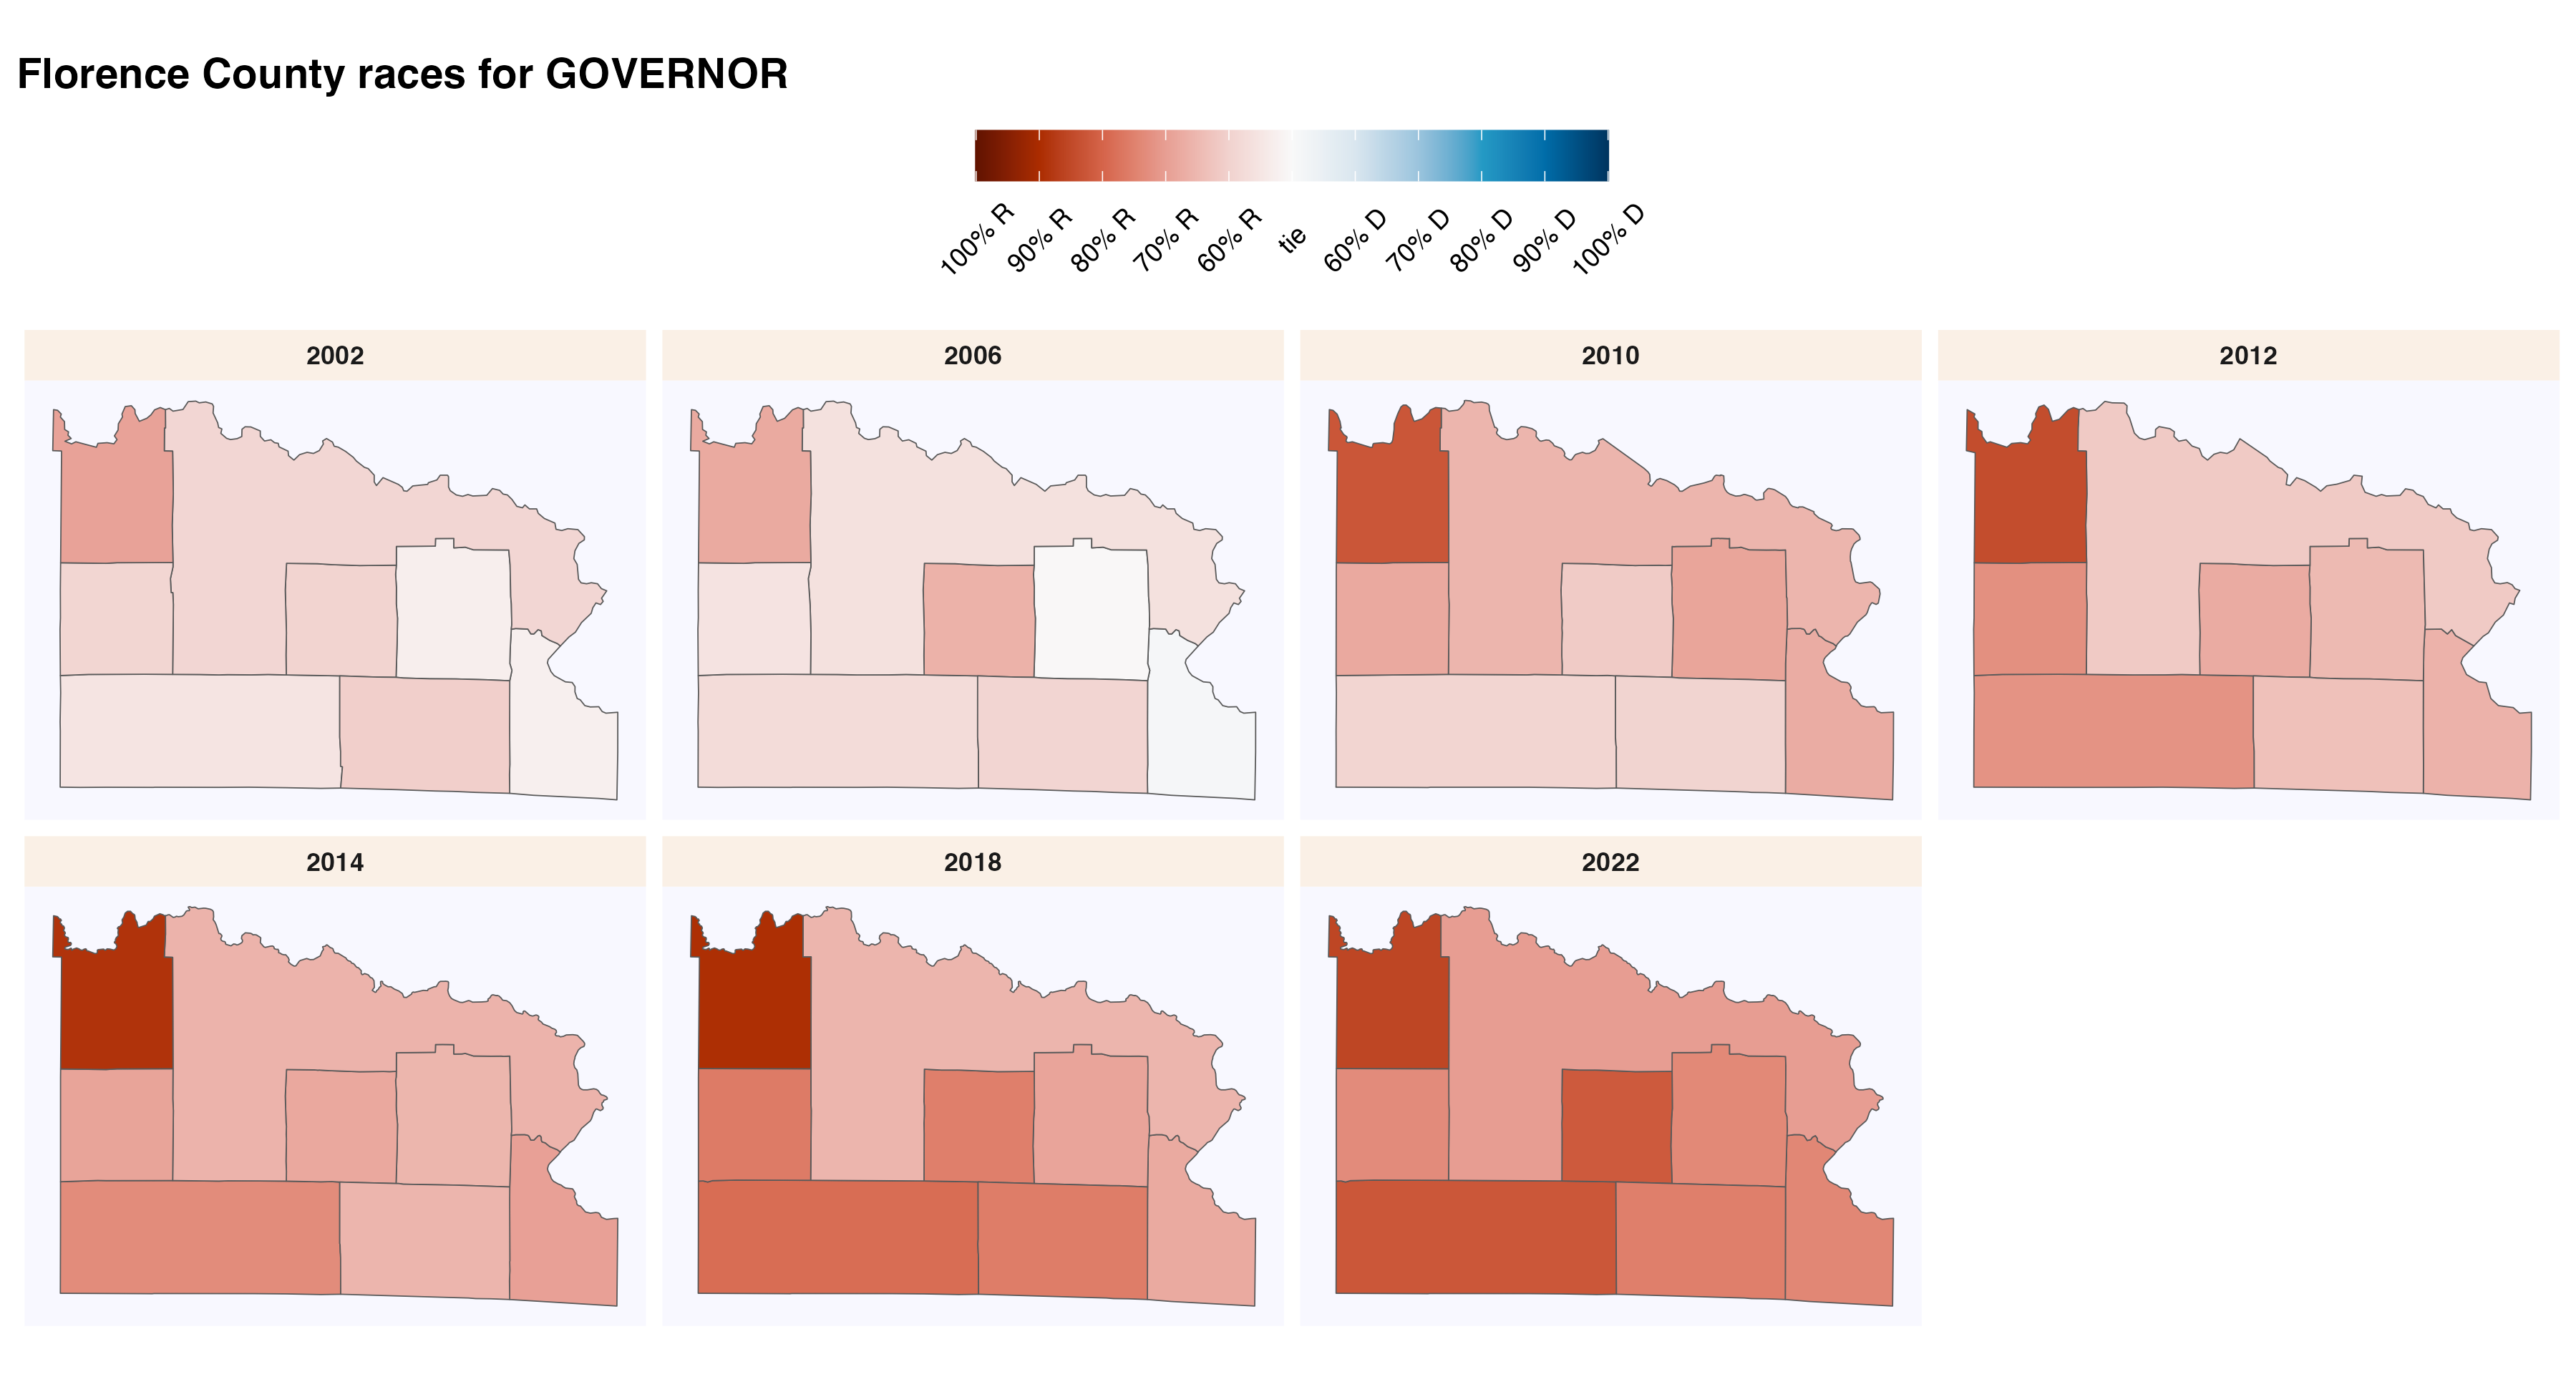 Florence County races for GOVERNOR
100% R
90% R
80% R
70% R
60% R
tie
60% D
70% D
80% D
90% D
100% D
2002
2006
2010
2012
2014
2018
2022